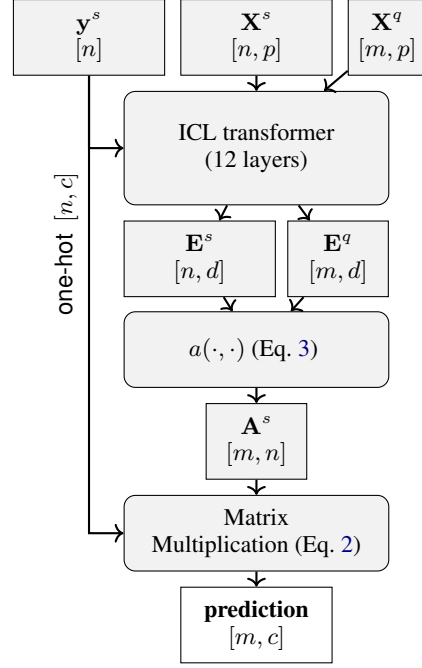 y^s
[n]
X^s
[n, p]
X^q
[m, p]
ICL transformer
(12 layers)
one-hot [n, c]
E^s
[n, d]
E^q
[m, d]
a(·, ·) (Eq. 3)
A^s
[m, n]
Matrix
Multiplication (Eq. 2)
prediction
[m, c]